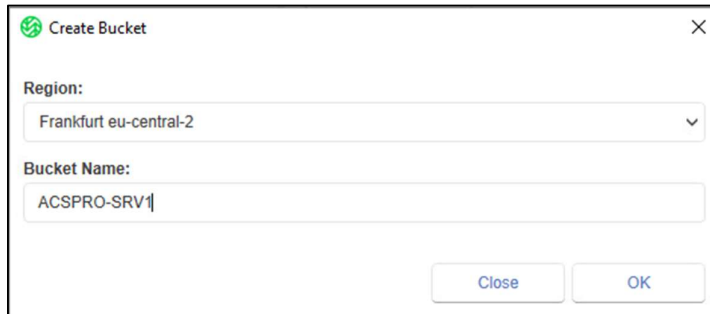 Create Bucket
Region:
Frankfurt eu-central-2
Bucket Name:
ACSPRO-SRV1
Close OK